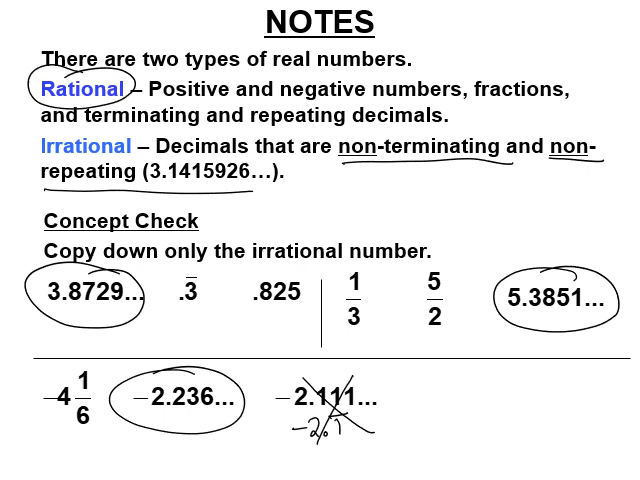 NOTES
There are two types of real numbers.
Rational – Positive and negative numbers, fractions,
and terminating and repeating decimals.
Irrational – Decimals that are non-terminating and non-
repeating (3.1415926…).
Concept Check
Copy down only the irrational number.
3.8729... .3̅ .825 1/3 5/2 5.3851...
–4 1/6 –2.236... –2.111...
–2.1̅